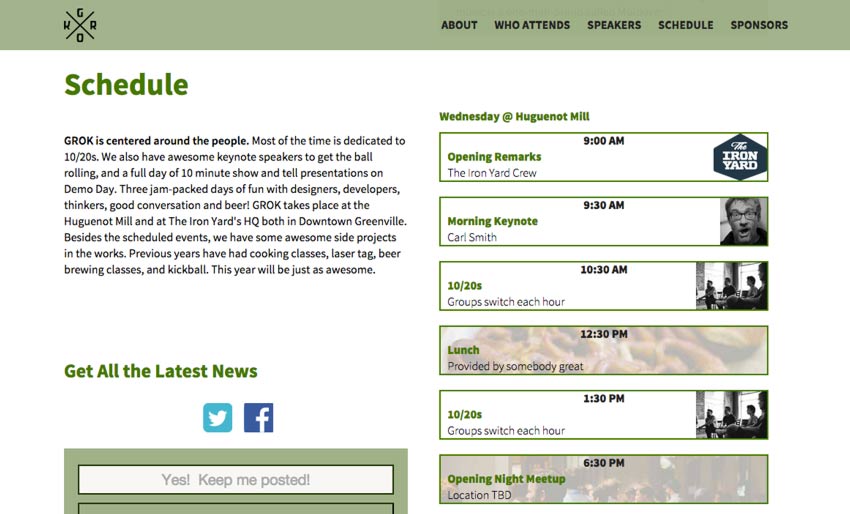 G
K R
O
ABOUT WHO ATTENDS SPEAKERS SCHEDULE SPONSORS
Schedule
GROK is centered around the people. Most of the time is dedicated to
10/20s. We also have awesome keynote speakers to get the ball
rolling, and a full day of 10 minute show and tell presentations on
Demo Day. Three jam-packed days of fun with designers, developers,
thinkers, good conversation and beer! GROK takes place at the
Huguenot Mill and at The Iron Yard's HQ both in Downtown Greenville.
Besides the scheduled events, we have some awesome side projects
in the works. Previous years have had cooking classes, laser tag, beer
brewing classes, and kickball. This year will be just as awesome.
Get All the Latest News
Yes! Keep me posted!
Wednesday @ Huguenot Mill
9:00 AM
Opening Remarks
The Iron Yard Crew
The
IRON
YARD
9:30 AM
Morning Keynote
Carl Smith
10:30 AM
10/20s
Groups switch each hour
12:30 PM
Lunch
Provided by somebody great
1:30 PM
10/20s
Groups switch each hour
6:30 PM
Opening Night Meetup
Location TBD